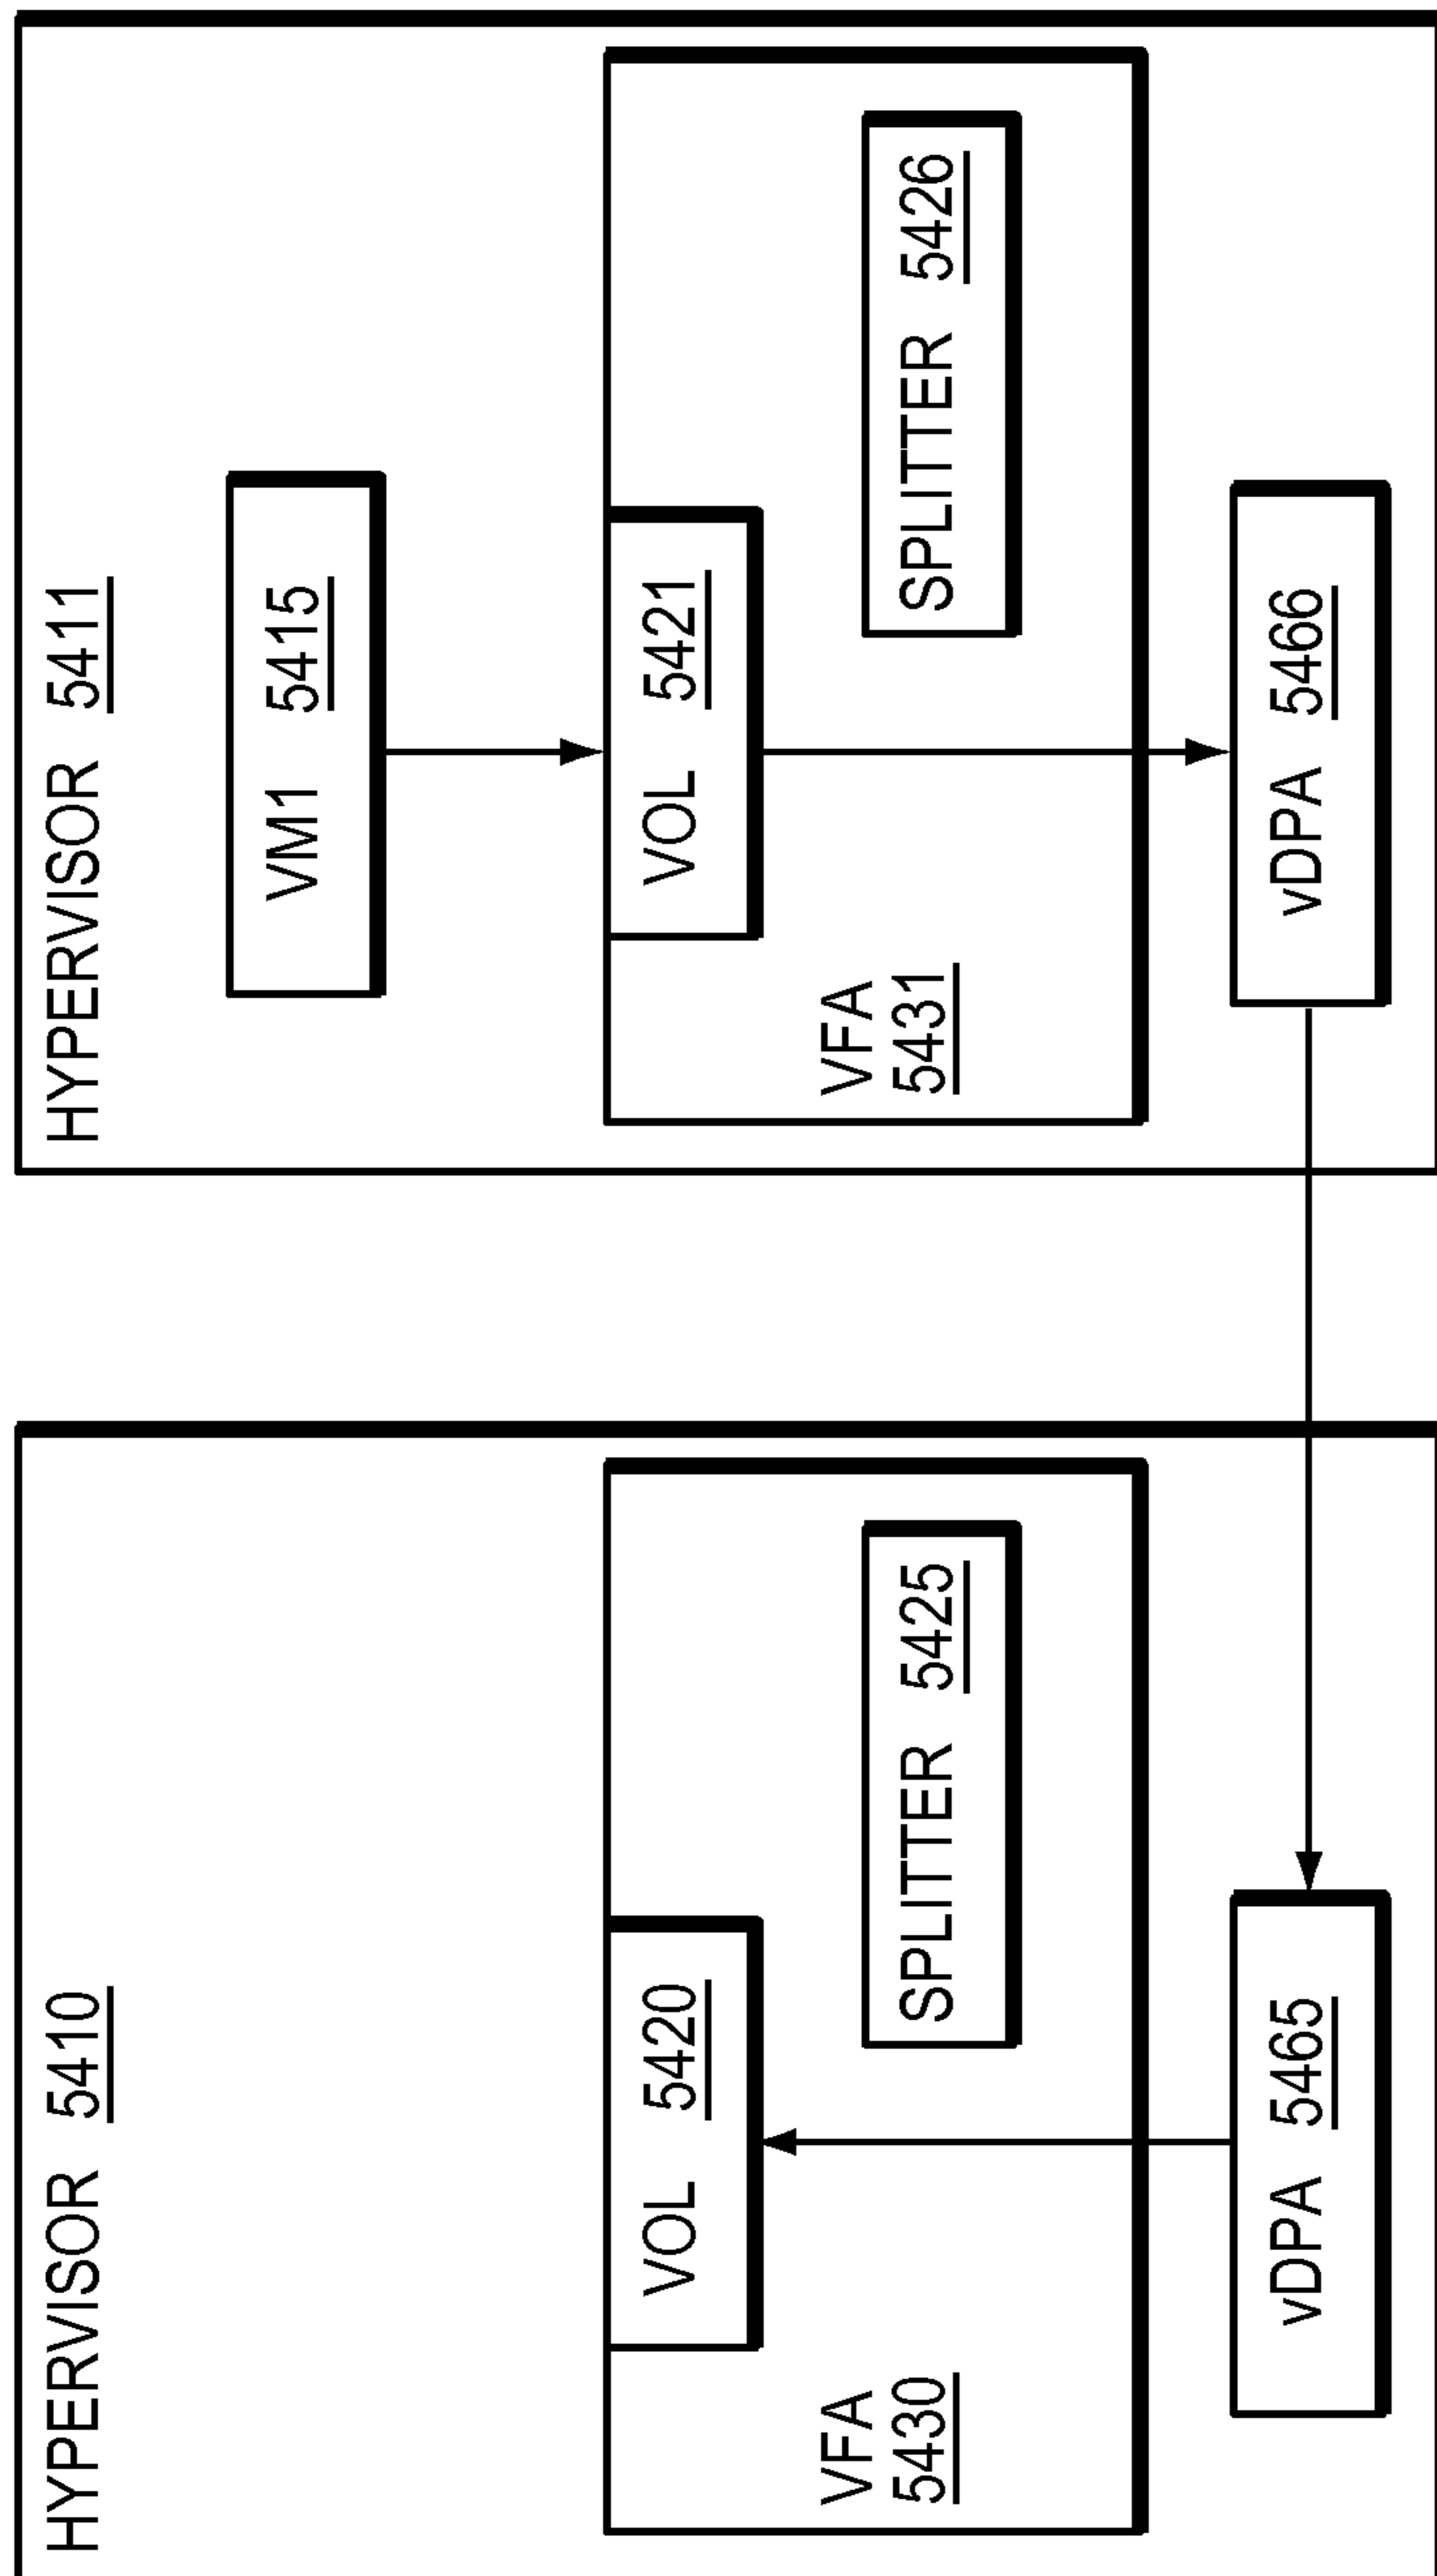 HYPERVISOR 5410
VOL 5420
SPLITTER 5425
VFA
5430
vDPA 5465
HYPERVISOR 5411
VM1 5415
VOL 5421
SPLITTER 5426
VFA
5431
vDPA 5466